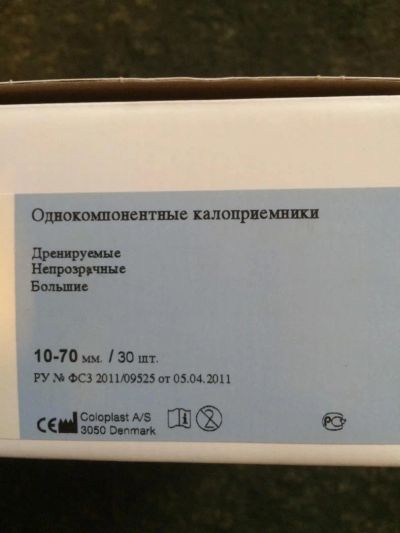 Однокомпонентные калоприемники
Дренируемые
Непрозрачные
Большие
10-70 мм. / 30 шт.
РУ № ФСЗ 2011/09525 от 05.04.2011
CE Coloplast A/S
3050 Denmark